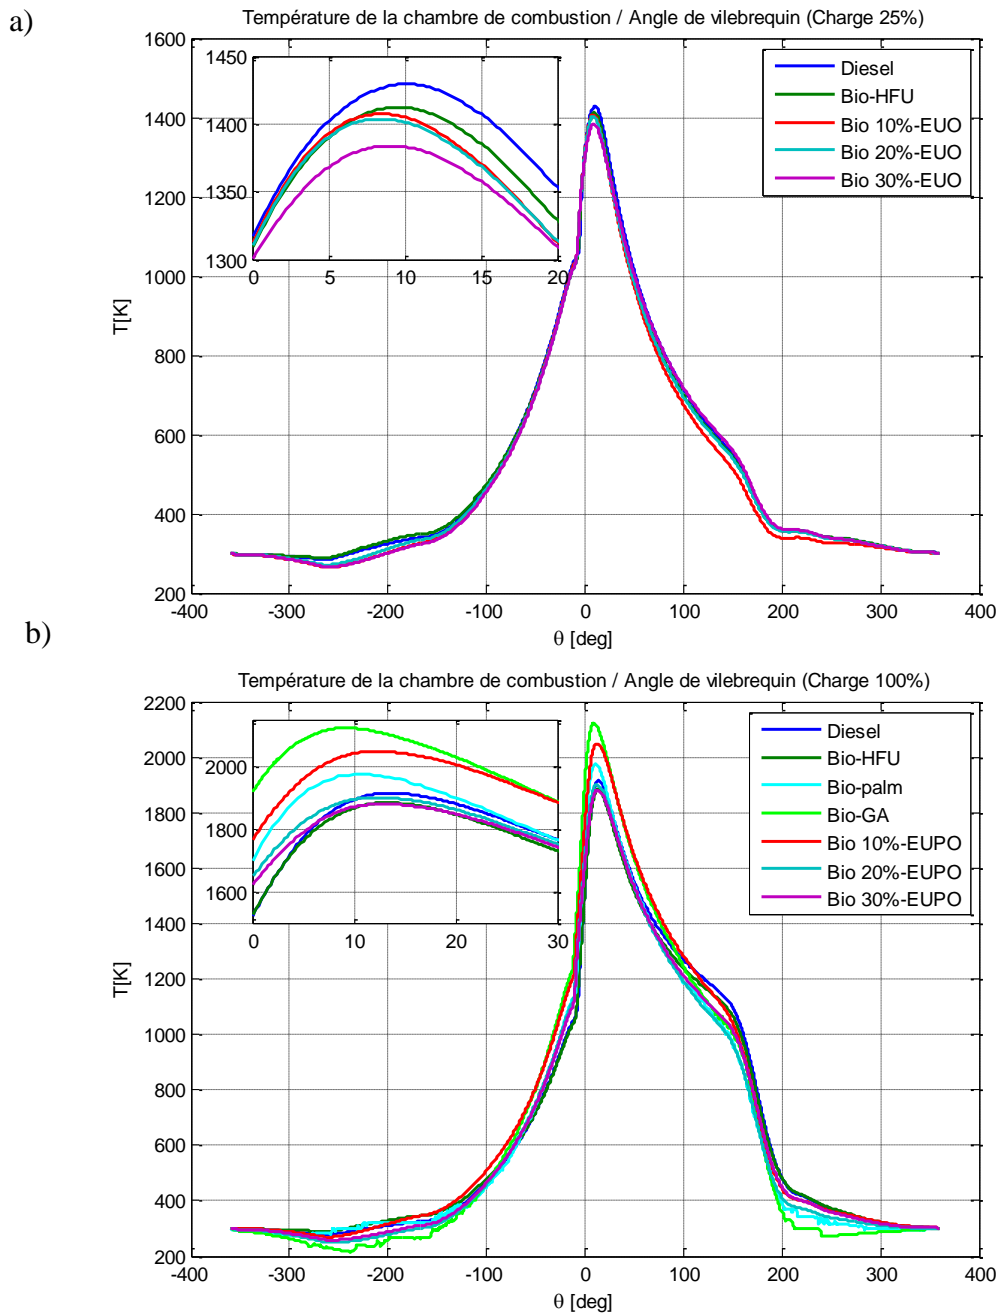 a)
Température de la chambre de combustion / Angle de vilebrequin (Charge 25%)
1600
1400
1200
1000
800
600
400
200
T[K]
1450
1400
1350
1300
0 5 10 15 20
Diesel
Bio-HFU
Bio 10%-EUO
Bio 20%-EUO
Bio 30%-EUO
-400 -300 -200 -100 0 100 200 300 400
θ [deg]
b)
Température de la chambre de combustion / Angle de vilebrequin (Charge 100%)
2200
2000
1800
1600
1400
1200
1000
800
600
400
200
T[K]
2000
1800
1600
0 10 20 30
Diesel
Bio-HFU
Bio-palm
Bio-GA
Bio 10%-EUPO
Bio 20%-EUPO
Bio 30%-EUPO
-400 -300 -200 -100 0 100 200 300 400
θ [deg]